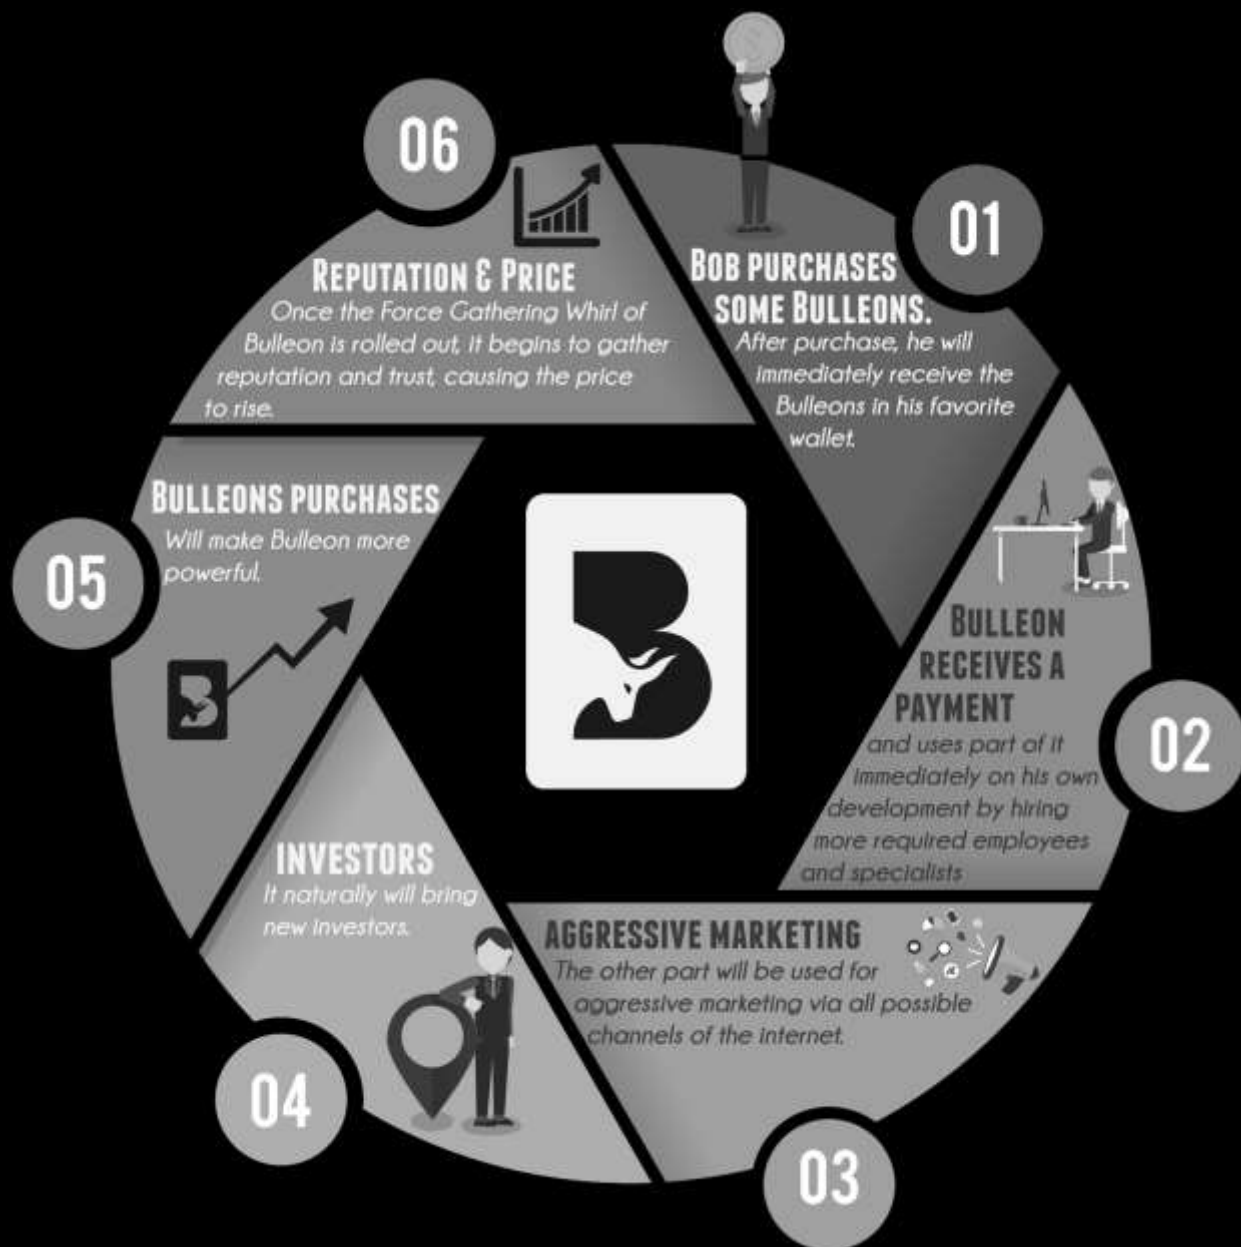 01
BOB PURCHASES
SOME BULLEONS.
After purchase, he will
immediately receive the
Bulleons in his favorite
wallet.
02
BULLEON
RECEIVES A
PAYMENT
and uses part of it
immediately on his own
development by hiring
more required employees
and specialists
03
AGGRESSIVE MARKETING
The other part will be used for
aggressive marketing via all possible
channels of the internet.
04
INVESTORS
It naturally will bring
new investors.
05
BULLEONS PURCHASES
Will make Bulleon more
powerful.
B
06
REPUTATION & PRICE
Once the Force Gathering Whirl of
Bulleon is rolled out, it begins to gather
reputation and trust, causing the price
to rise.
B